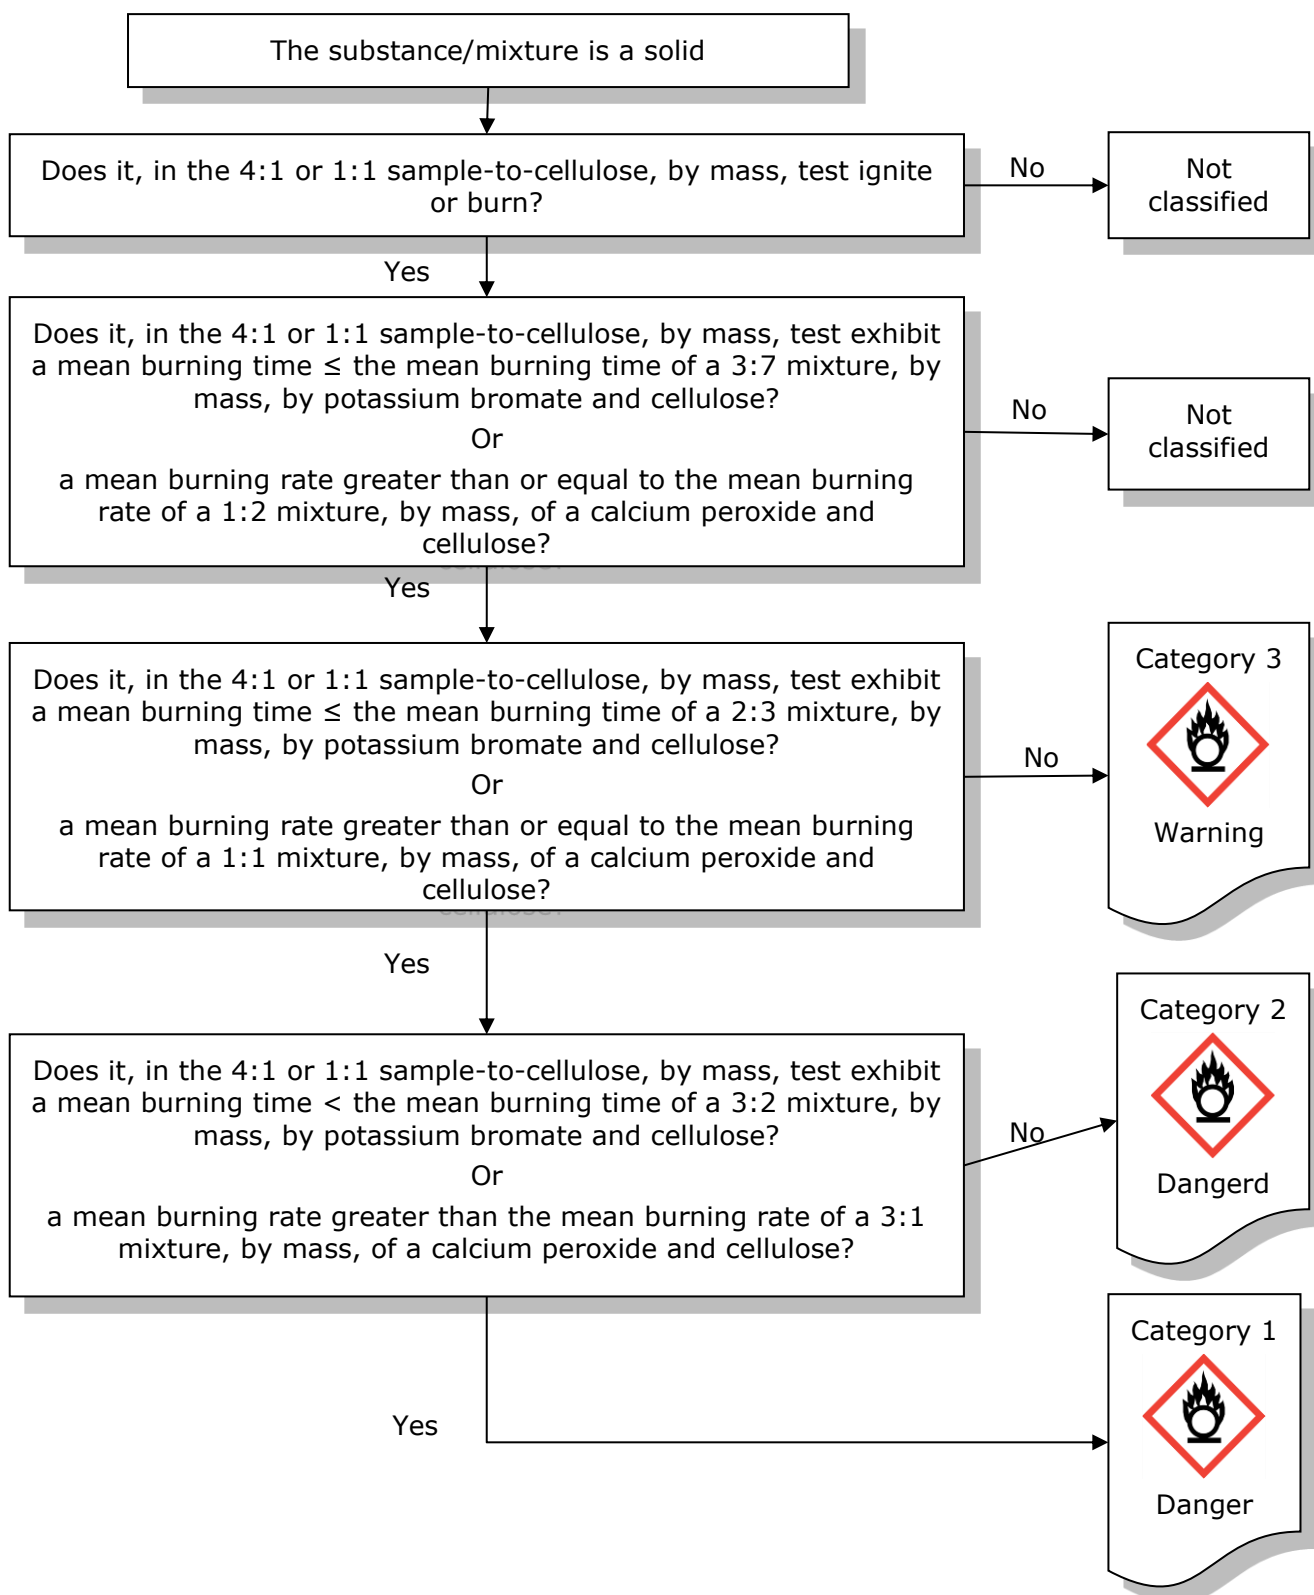 The substance/mixture is a solid
Does it, in the 4:1 or 1:1 sample-to-cellulose, by mass, test ignite
or burn?
No
Not
classified
Yes
Does it, in the 4:1 or 1:1 sample-to-cellulose, by mass, test exhibit
a mean burning time ≤ the mean burning time of a 3:7 mixture, by
mass, by potassium bromate and cellulose?
Or
a mean burning rate greater than or equal to the mean burning
rate of a 1:2 mixture, by mass, of a calcium peroxide and
cellulose?
No
Not
classified
Yes
Does it, in the 4:1 or 1:1 sample-to-cellulose, by mass, test exhibit
a mean burning time ≤ the mean burning time of a 2:3 mixture, by
mass, by potassium bromate and cellulose?
Or
a mean burning rate greater than or equal to the mean burning
rate of a 1:1 mixture, by mass, of a calcium peroxide and
cellulose?
No
Category 3
Warning
Yes
Does it, in the 4:1 or 1:1 sample-to-cellulose, by mass, test exhibit
a mean burning time < the mean burning time of a 3:2 mixture, by
mass, by potassium bromate and cellulose?
Or
a mean burning rate greater than the mean burning rate of a 3:1
mixture, by mass, of a calcium peroxide and cellulose?
No
Category 2
Dangerd
Yes
Category 1
Danger